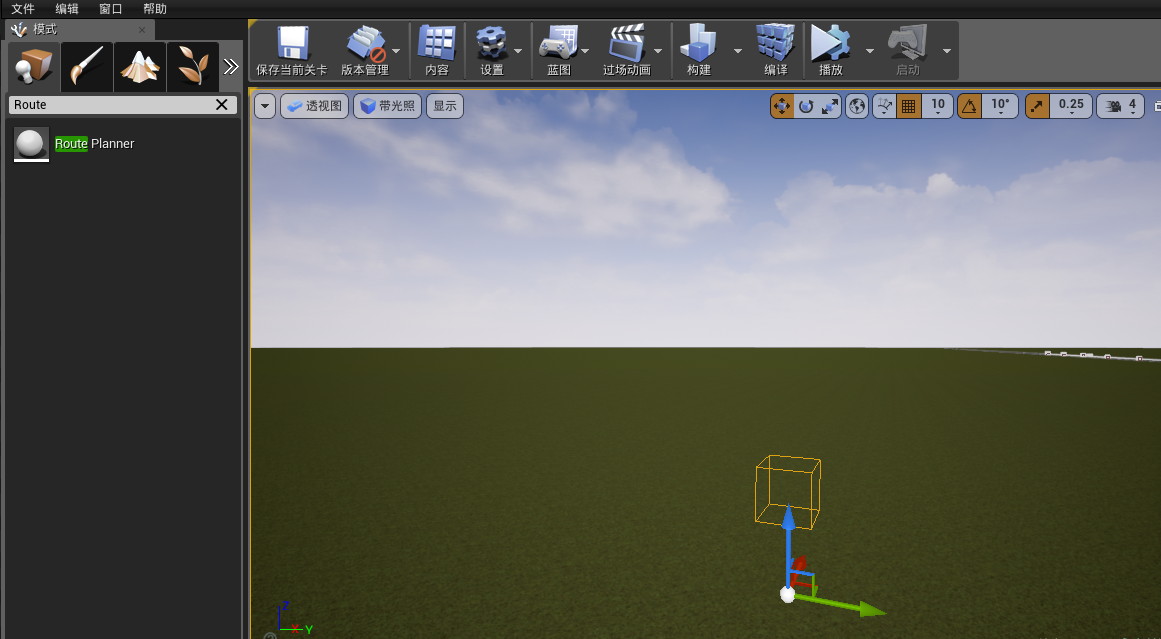 文件 编辑 窗口 帮助
模式
保存当前关卡 版本管理 内容 设置 蓝图 过场动画 构建 编译 播放 启动
Route
透视图 带光照 显示 10 10° 0.25 4
Route Planner
Z
X Y